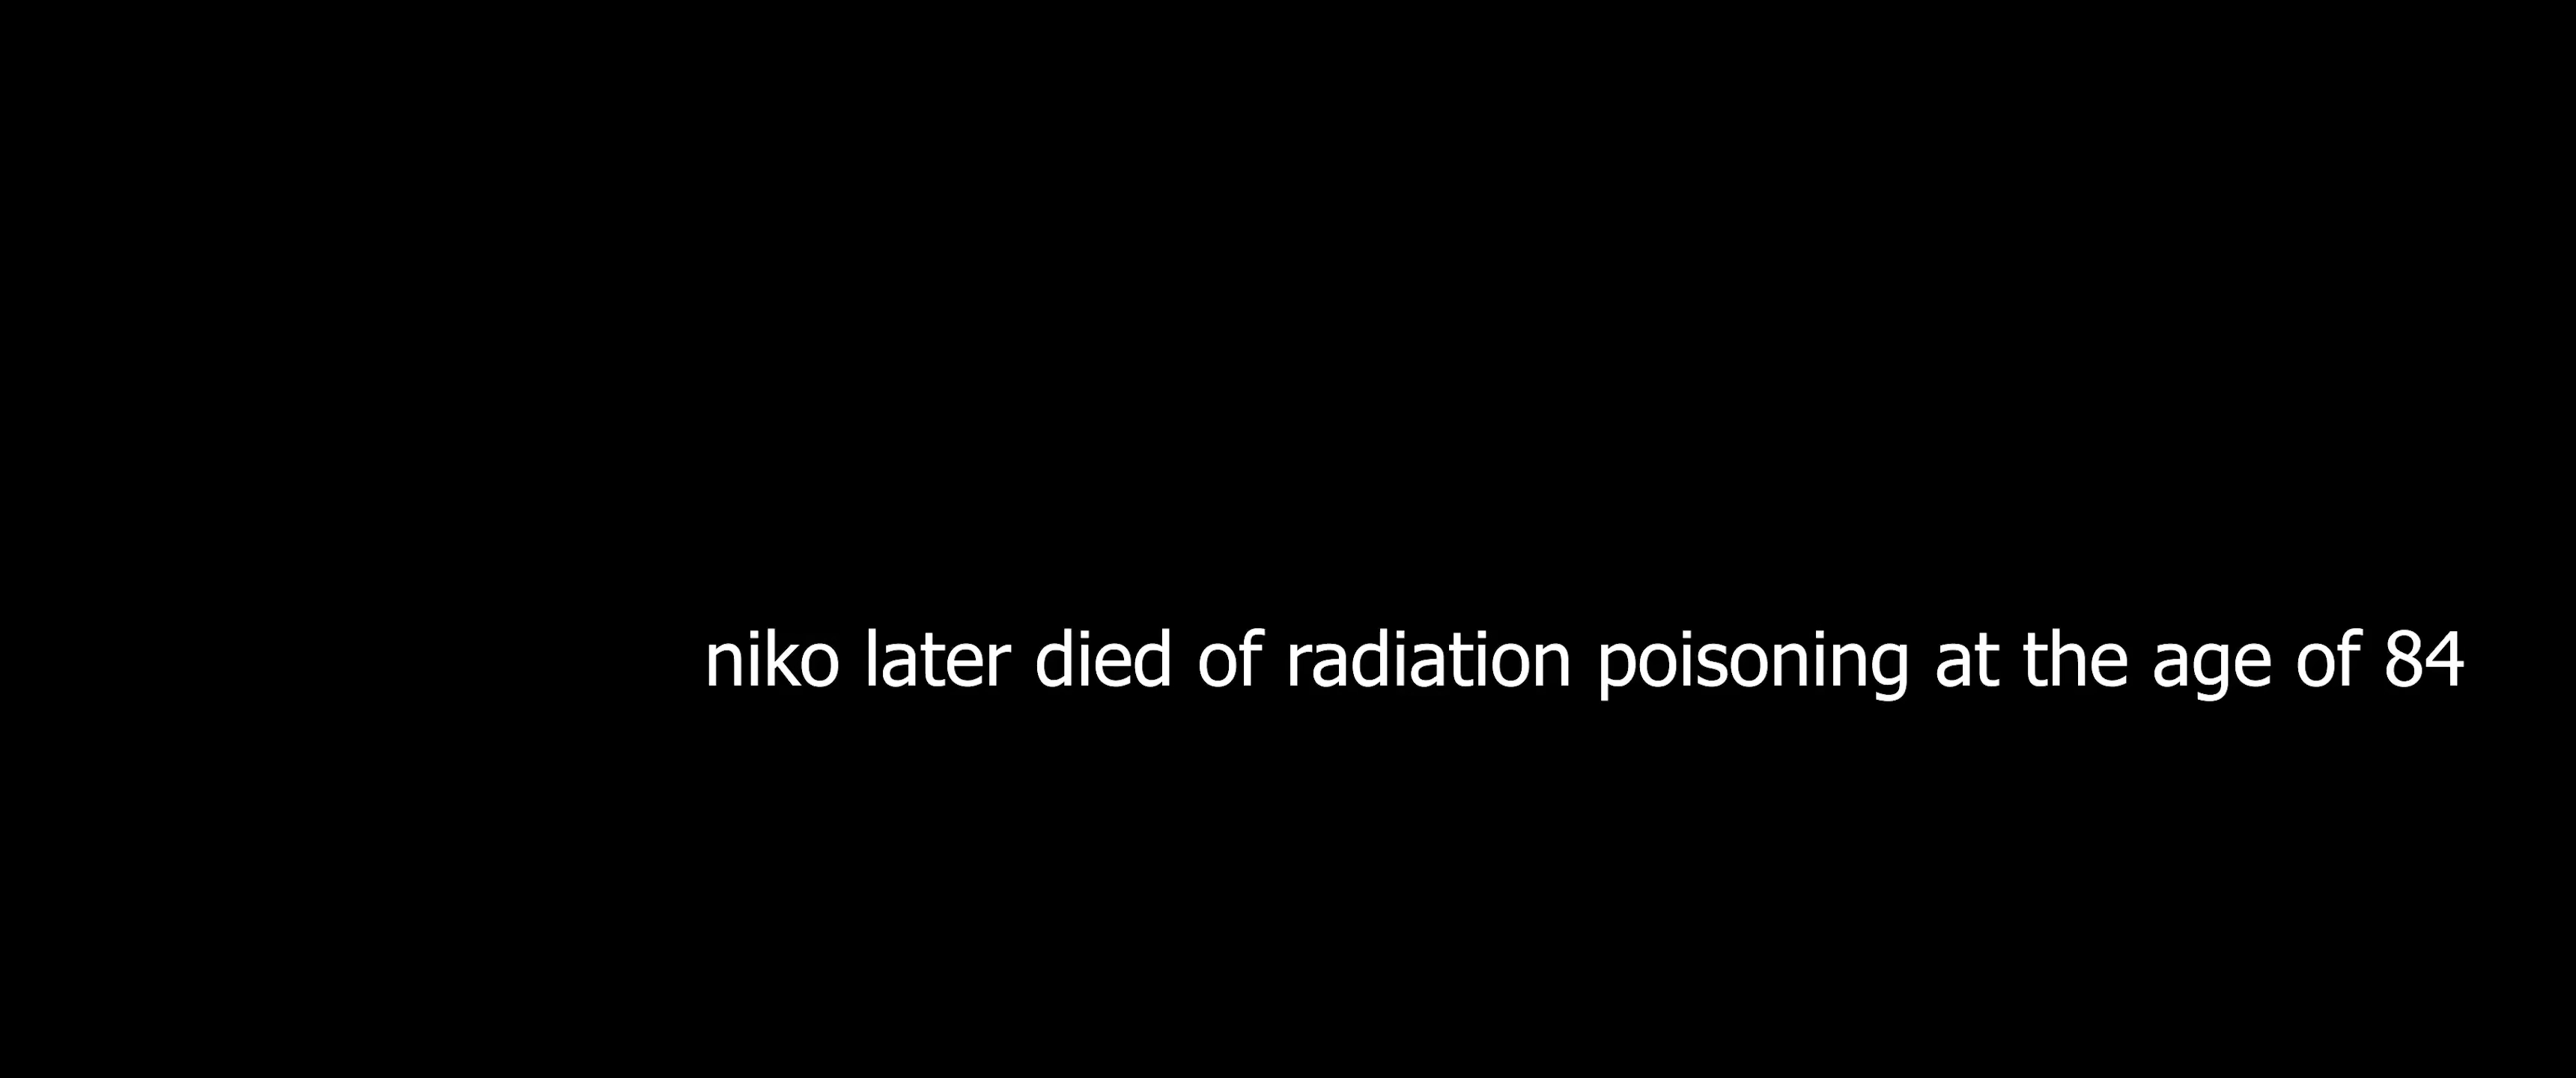 niko later died of radiation poisoning at the age of 84